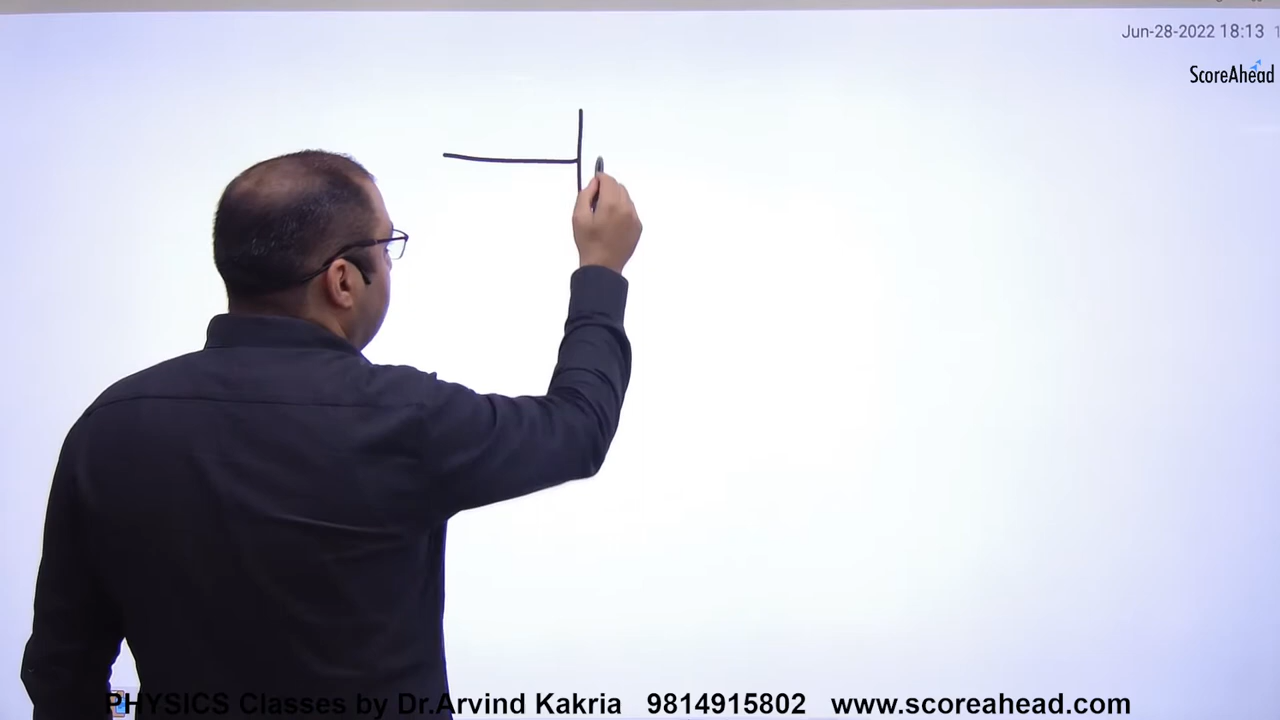 Jun-28-2022 18:13
ScoreAhead
PHYSICS Classes by Dr.Arvind Kakria 9814915802 www.scoreahead.com